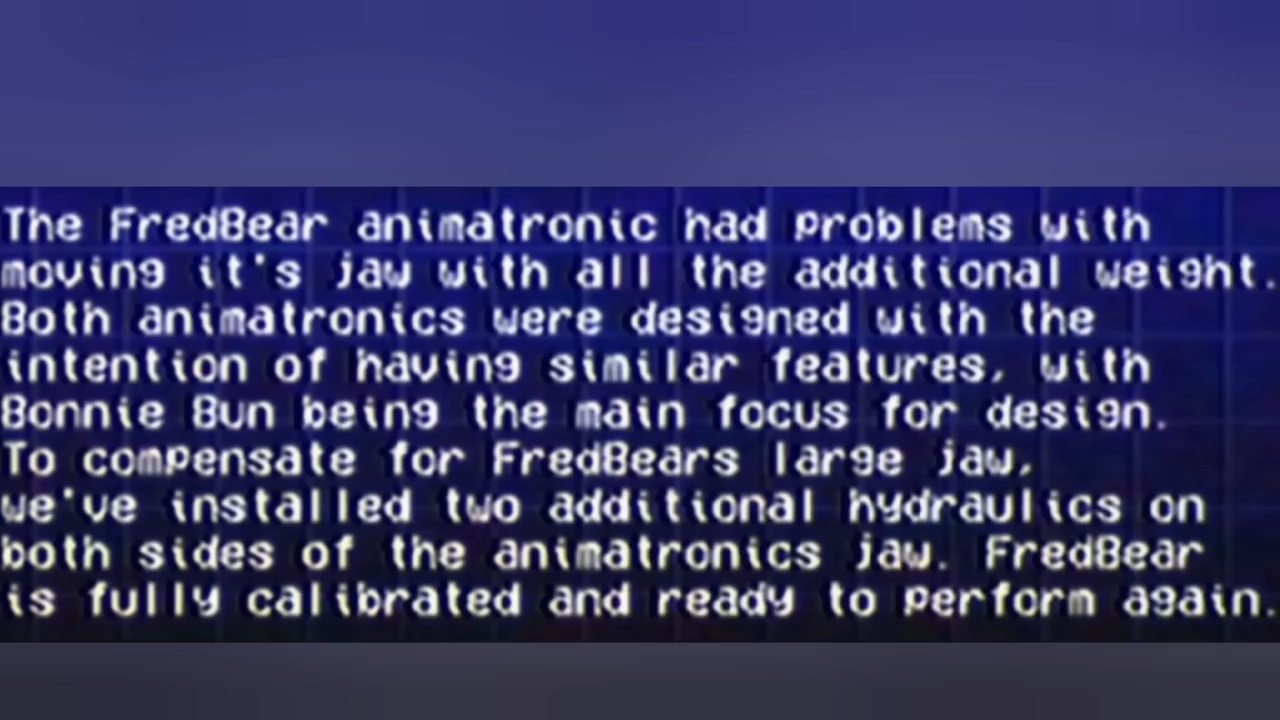 The FredBear animatronic had problems with
moving it's jaw with all the additional weight.
Both animatronics were designed with the
intention of having similar features, with
Bonnie Bun being the main focus for design.
To compensate for FredBears large jaw,
we've installed two additional hydraulics on
both sides of the animatronics jaw. FredBear
is fully calibrated and ready to perform again.